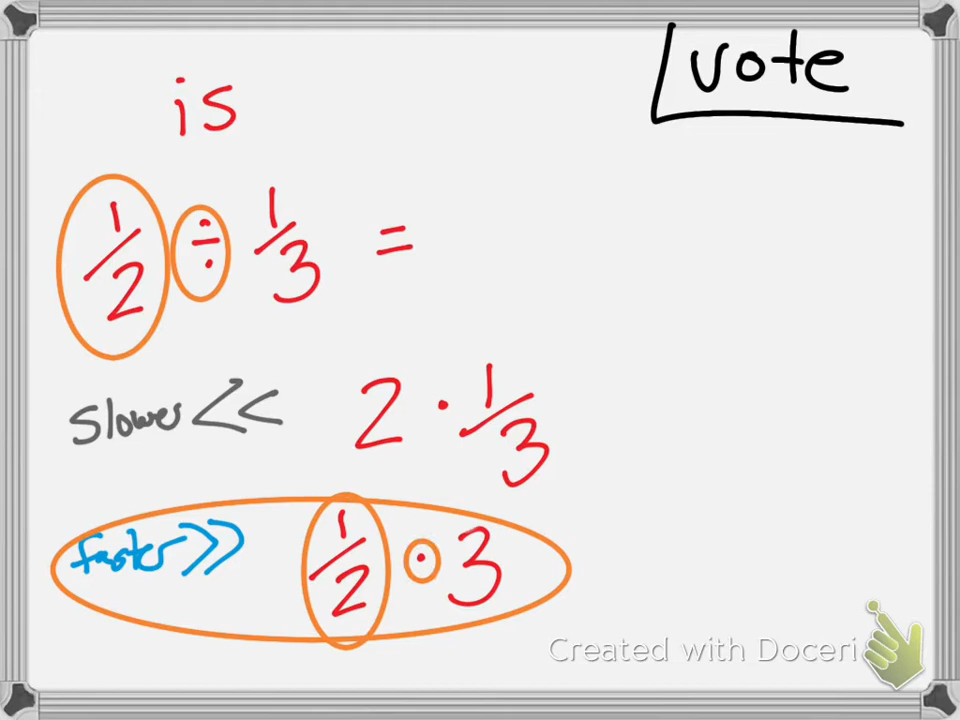 vote
is
1/2 ÷ 1/3 =
slower << 2 · 1/3
faster >> 1/2 · 3
Created with Doceri